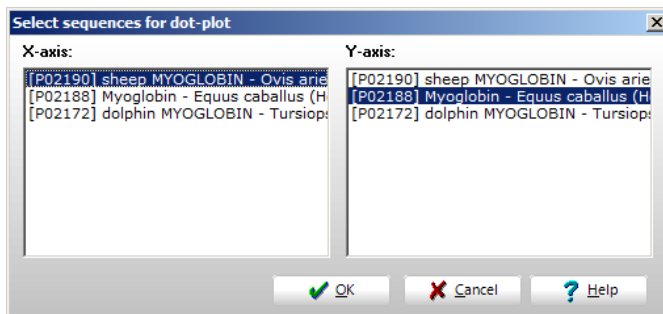 Select sequences for dot-plot
X-axis:
[P02190] sheep MYOGLOBIN - Ovis arie
[P02188] Myoglobin - Equus caballus (H
[P02172] dolphin MYOGLOBIN - Tursiops
Y-axis:
[P02190] sheep MYOGLOBIN - Ovis arie
[P02188] Myoglobin - Equus caballus (H
[P02172] dolphin MYOGLOBIN - Tursiops
OK
Cancel
Help